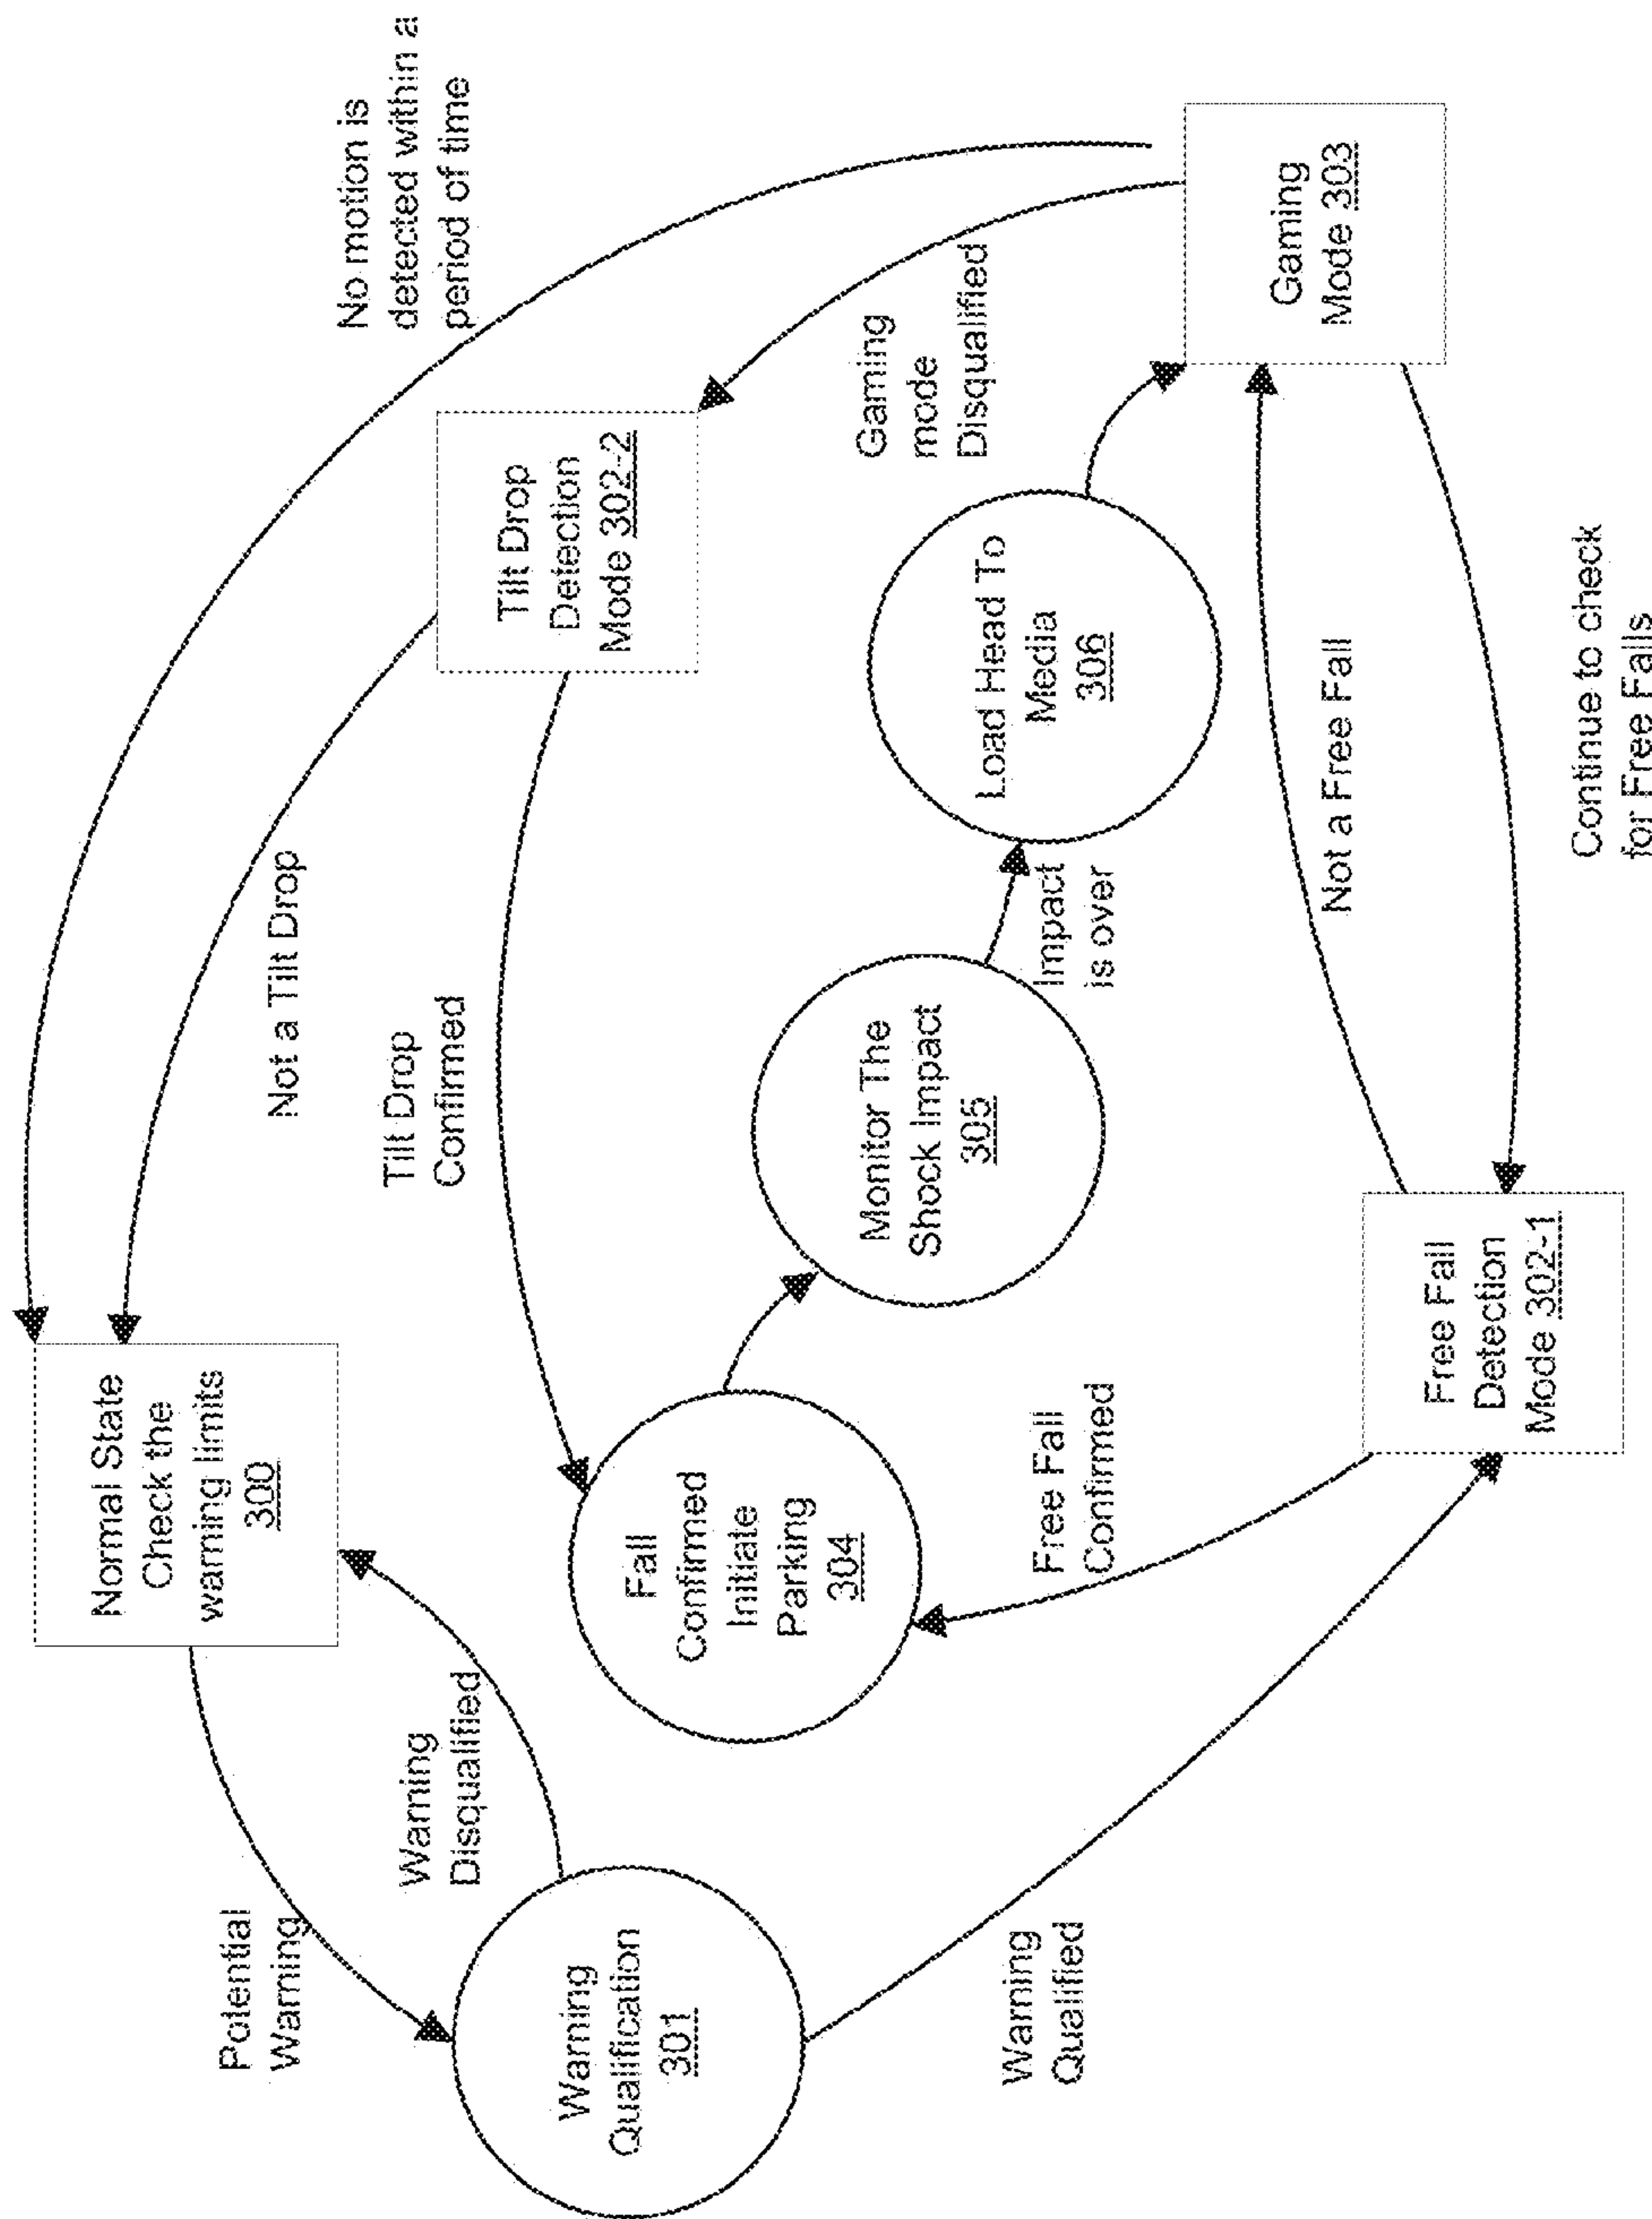 Normal State
Check the
warning limits
300
Potential
Warning
Warning
Disqualified
Warning
Qualification
301
Warning
Qualified
Not a Tilt Drop
No motion is
detected within a
period of time
Tilt Drop
Detection
Mode 302-2
Tilt Drop
Confirmed
Fall
Confirmed
Initiate
Parking
304
Monitor The
Shock Impact
305
Impact
is over
Load Head To
Media
306
Gaming
mode
Disqualified
Gaming
Mode 303
Free Fall
Confirmed
Free Fall
Detection
Mode 302-1
Not a Free Fall
Continue to check
for Free Falls